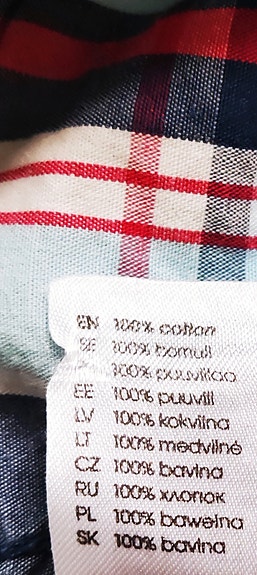 EN 100% cotton
SE 100% bomull
100% puuvillaa
EE 100% puuvill
LV 100% kokvilna
LT 100% medvilnė
CZ 100% bavlna
RU 100% хлопок
PL 100% bawełna
SK 100% bavlna